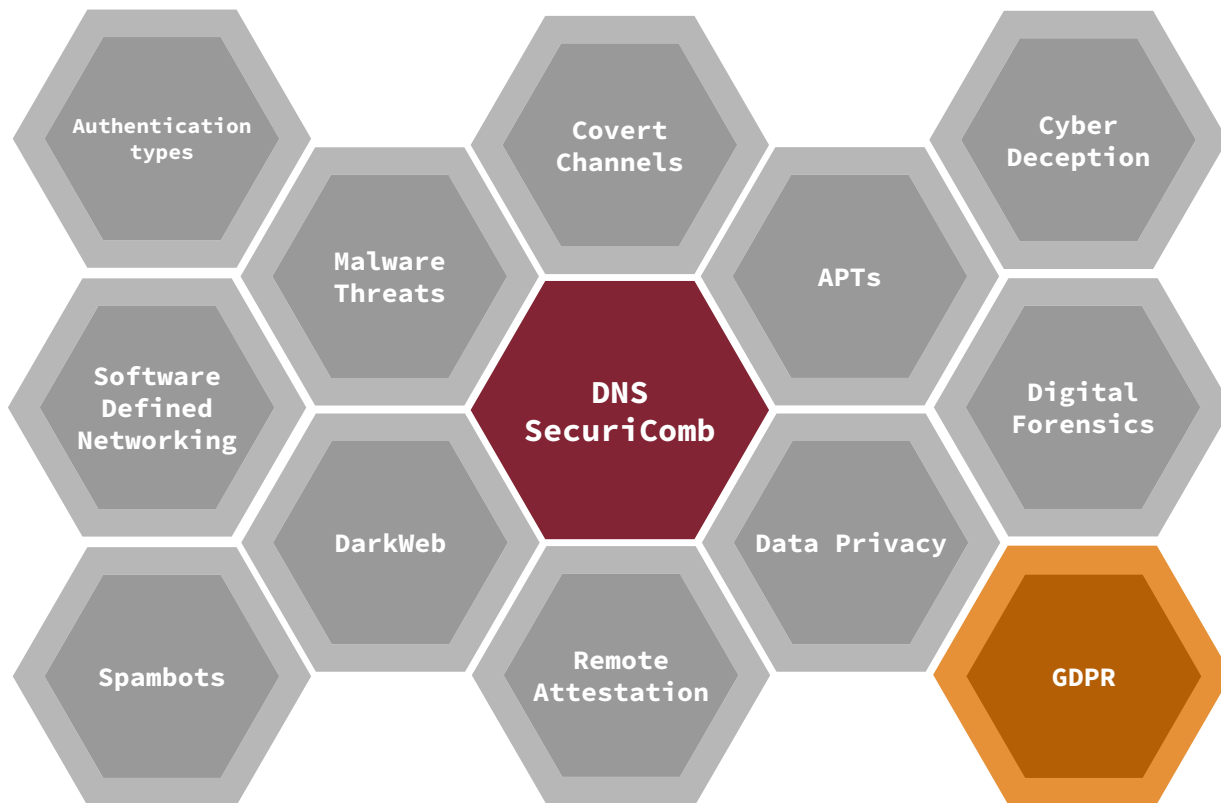 Authentication
types
Covert
Channels
Cyber
Deception
Malware
Threats
APTs
Software
Defined
Networking
DNS
SecuriComb
Digital
Forensics
DarkWeb
Data Privacy
Spambots
Remote
Attestation
GDPR